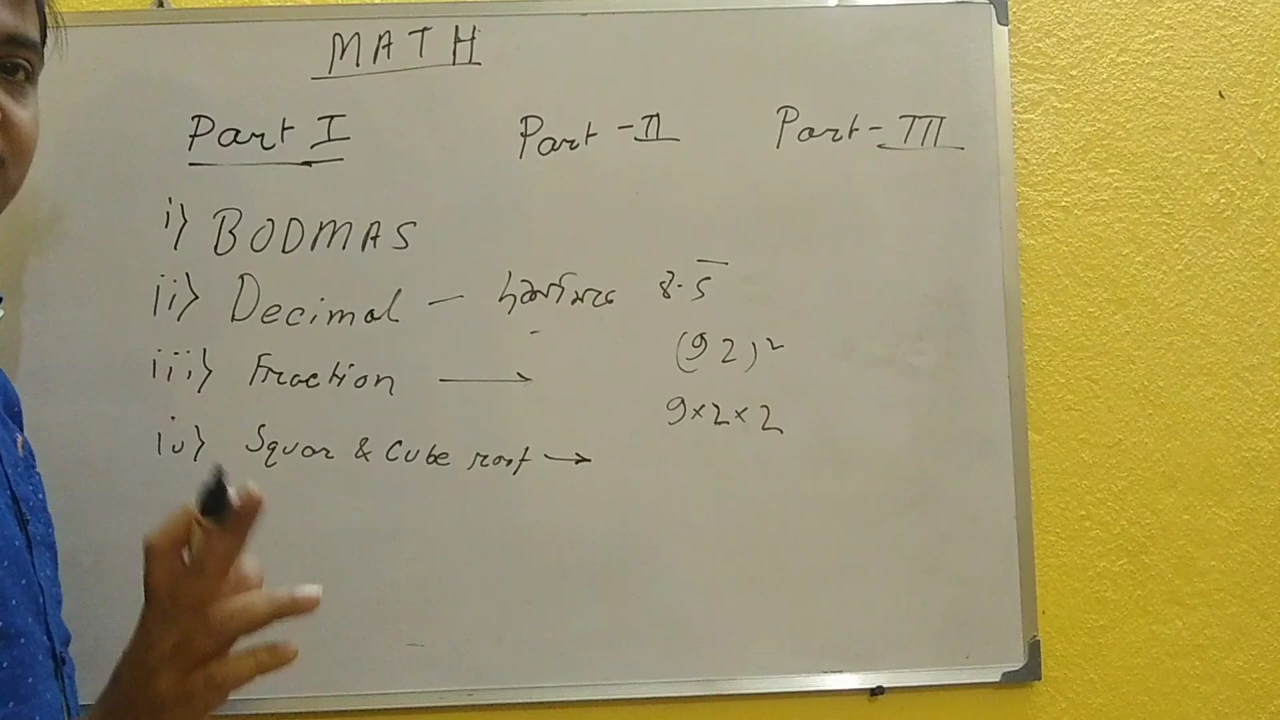 MATH
Part I Part - II Part - III
i) BODMAS
ii) Decimal — 8.5̅
iii) Fraction → (92)²
9×2×2
iv) Squar & Cube root →